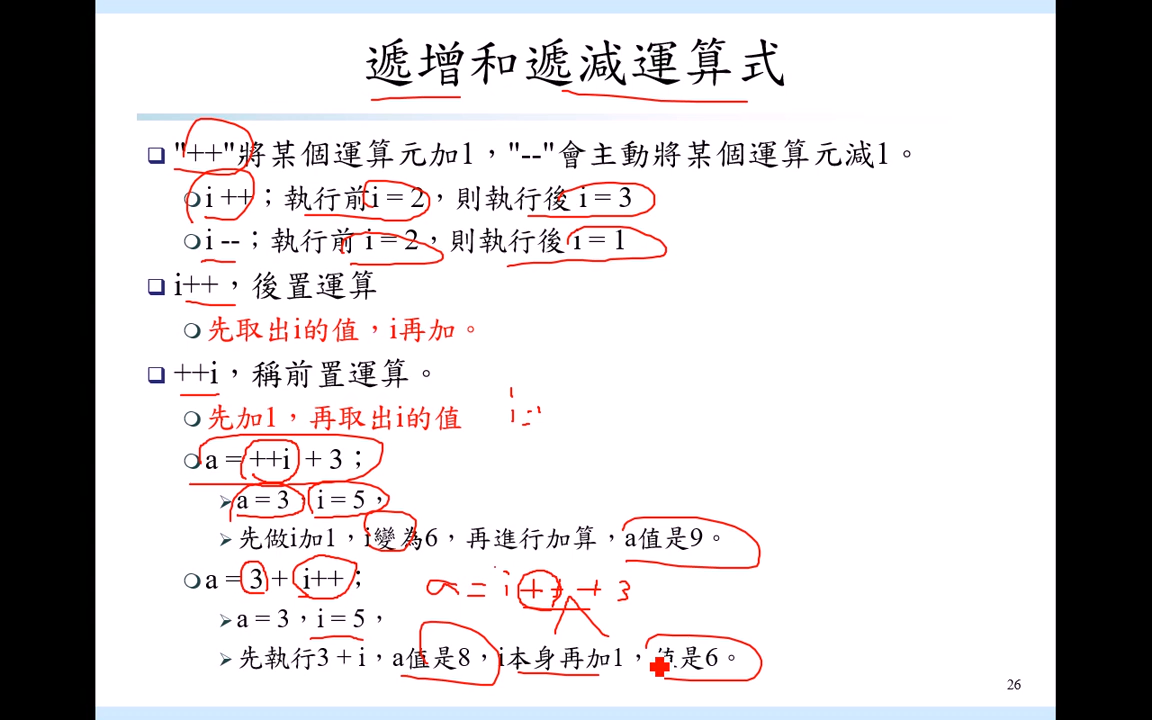 遞增和遞減運算式
"++"將某個運算元加1，"--"會主動將某個運算元減1。
i ++；執行前i = 2，則執行後 i = 3
i --；執行前 i = 2，則執行後 i = 1
i++，後置運算
先取出i的值，i再加。
++i，稱前置運算。
先加1，再取出i的值
a = ++i + 3；
a = 3，i = 5，
先做i加1，i變為6，再進行加算，a值是9。
a = 3 + i++；
a = i++ + 3
a = 3，i = 5，
先執行3 + i，a值是8，i本身再加1，值是6。
26